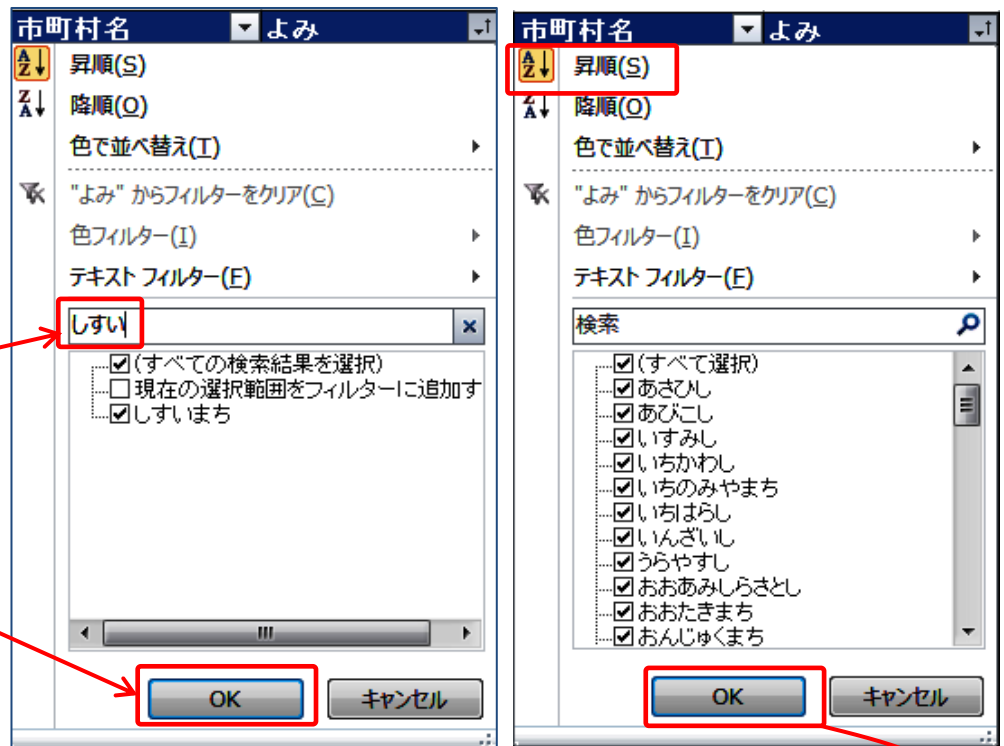 市町村名 よみ
昇順(S)
降順(O)
色で並べ替え(T)
"よみ" からフィルターをクリア(C)
色フィルター(I)
テキスト フィルター(F)
しすい
(すべての検索結果を選択)
現在の選択範囲をフィルターに追加す
しすいまち
OK キャンセル
市町村名 よみ
昇順(S)
降順(O)
色で並べ替え(T)
"よみ" からフィルターをクリア(C)
色フィルター(I)
テキスト フィルター(F)
検索
(すべて選択)
あさひし
あびこし
いすみし
いちかわし
いちのみやまち
いちはらし
いんざいし
うらやすし
おおあみしらさとし
おおたきまち
おんじゅくまち
OK キャンセル